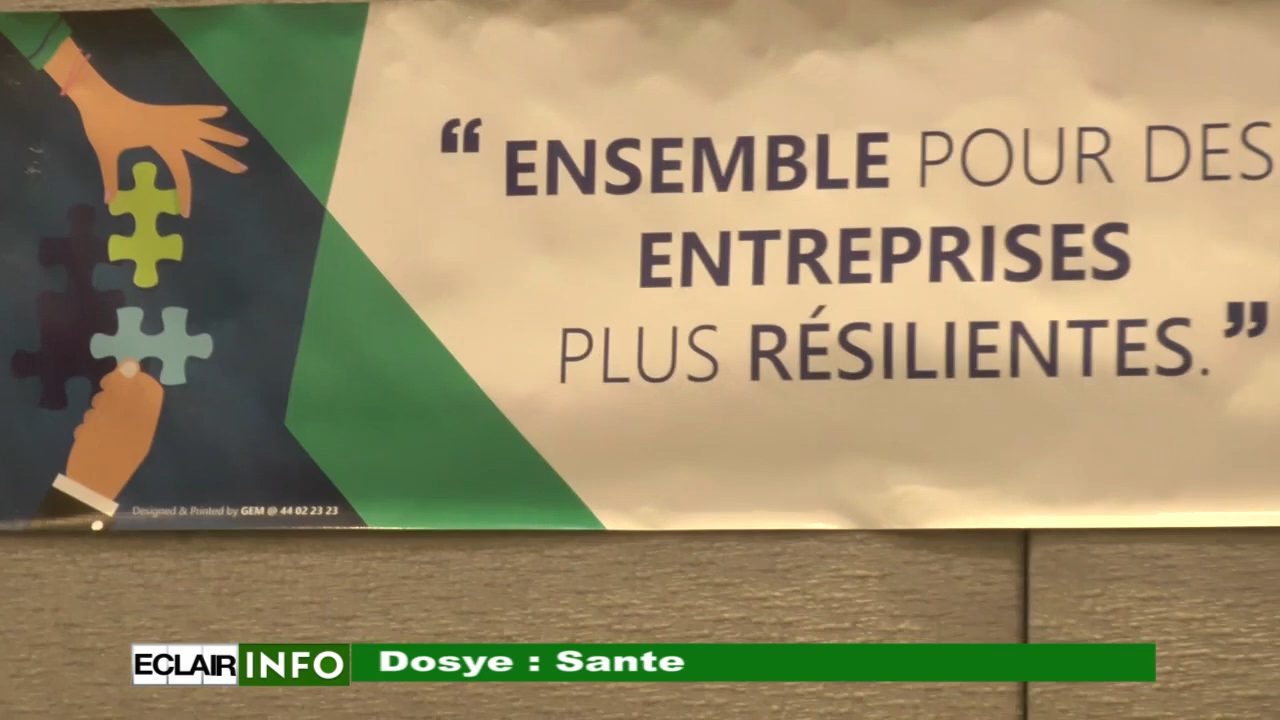 “ ENSEMBLE POUR DES
ENTREPRISES
PLUS RÉSILIENTES. ”
Designed & Printed by GEM @ 44 02 23 23
ECLAIR INFO Dosye : Sante